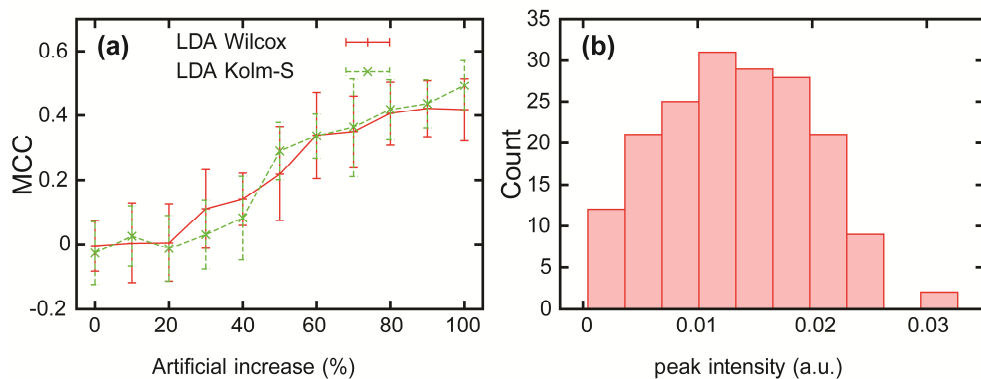 (a)
LDA Wilcox
LDA Kolm-S
0.6
0.4
0.2
0
-0.2
MCC
0 20 40 60 80 100
Artificial increase (%)
(b)
35
30
25
20
15
10
5
0
Count
0 0.01 0.02 0.03
peak intensity (a.u.)